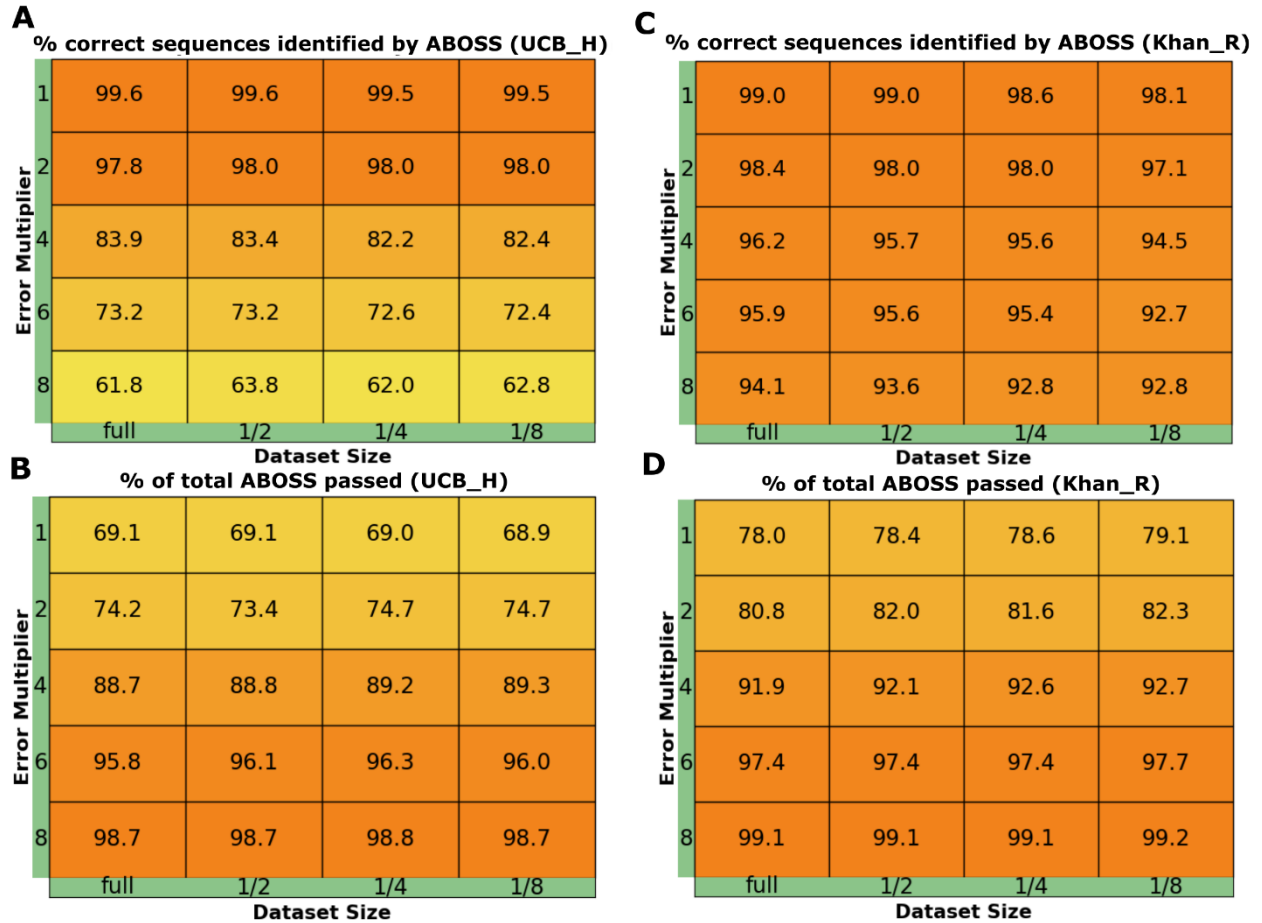 A
% correct sequences identified by ABOSS (UCB_H)
Error Multiplier
1 99.6 99.6 99.5 99.5
2 97.8 98.0 98.0 98.0
4 83.9 83.4 82.2 82.4
6 73.2 73.2 72.6 72.4
8 61.8 63.8 62.0 62.8
full 1/2 1/4 1/8
Dataset Size
B
% of total ABOSS passed (UCB_H)
Error Multiplier
1 69.1 69.1 69.0 68.9
2 74.2 73.4 74.7 74.7
4 88.7 88.8 89.2 89.3
6 95.8 96.1 96.3 96.0
8 98.7 98.7 98.8 98.7
full 1/2 1/4 1/8
Dataset Size
C
% correct sequences identified by ABOSS (Khan_R)
Error Multiplier
1 99.0 99.0 98.6 98.1
2 98.4 98.0 98.0 97.1
4 96.2 95.7 95.6 94.5
6 95.9 95.6 95.4 92.7
8 94.1 93.6 92.8 92.8
full 1/2 1/4 1/8
Dataset Size
D
% of total ABOSS passed (Khan_R)
Error Multiplier
1 78.0 78.4 78.6 79.1
2 80.8 82.0 81.6 82.3
4 91.9 92.1 92.6 92.7
6 97.4 97.4 97.4 97.7
8 99.1 99.1 99.1 99.2
full 1/2 1/4 1/8
Dataset Size